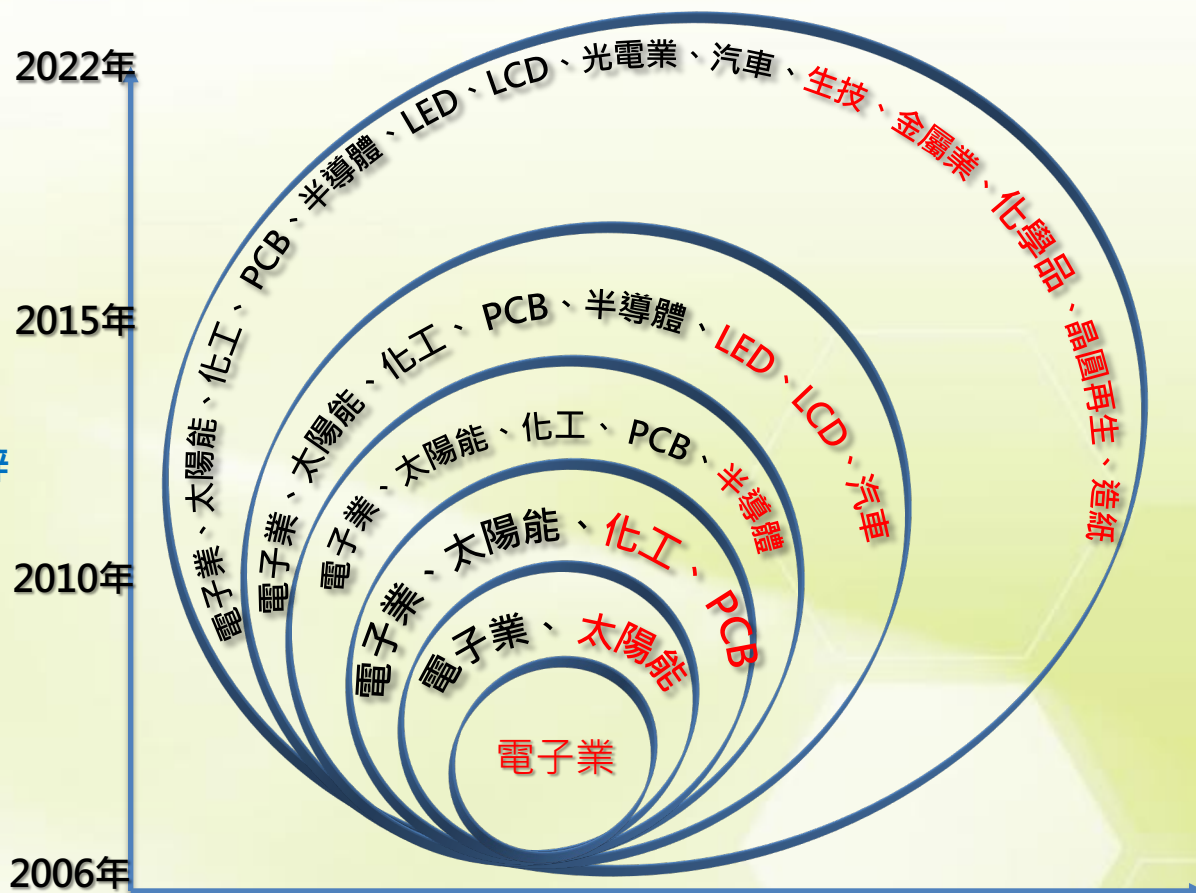 2022年
電子業、太陽能、化工、PCB、半導體、LED、LCD、光電業、汽車、生技、金屬業、化學品、晶圓再生、造紙
2015年
電子業、太陽能、化工、PCB、半導體、LED、LCD、汽車
電子業、太陽能、化工、PCB、半導體
2010年
電子業、太陽能、化工、PCB
電子業、太陽能
電子業
2006年